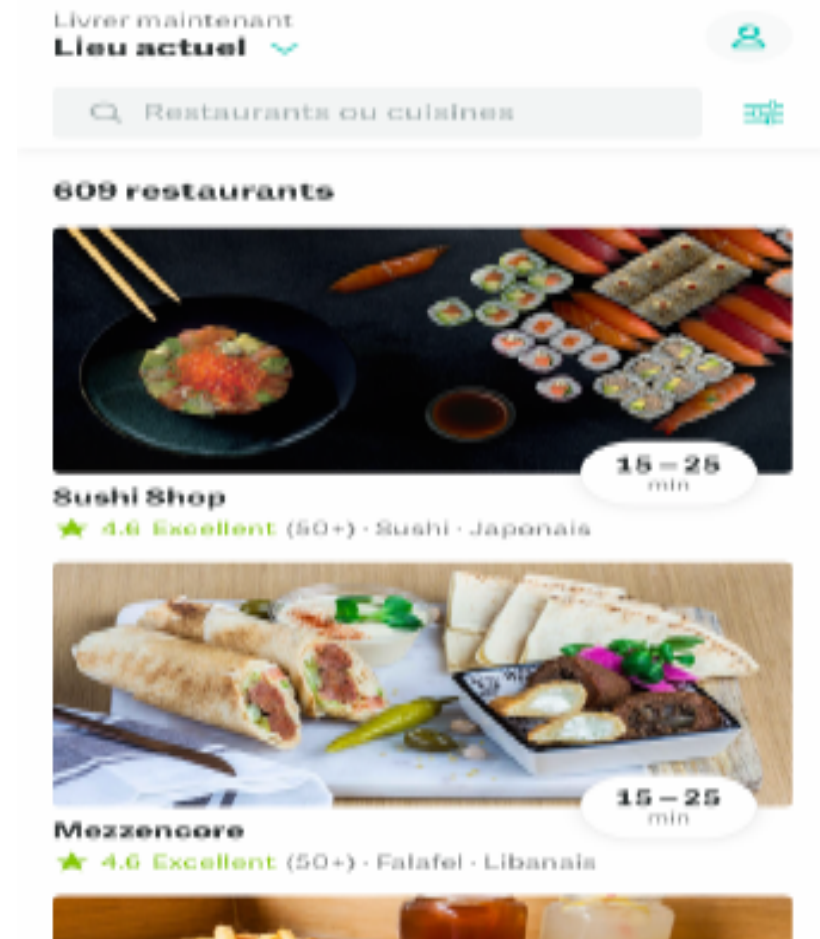 Livrer maintenant
Lieu actuel
Restaurants ou cuisines
609 restaurants
15 – 25
min
Sushi Shop
4.6 Excellent (50+) · Sushi · Japonais
15 – 25
min
Mezzencore
4.6 Excellent (50+) · Falafel · Libanais